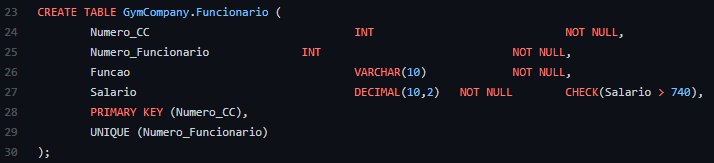 23 CREATE TABLE GymCompany.Funcionario (
24 Numero_CC INT NOT NULL,
25 Numero_Funcionario INT NOT NULL,
26 Funcao VARCHAR(10) NOT NULL,
27 Salario DECIMAL(10,2) NOT NULL CHECK(Salario > 740),
28 PRIMARY KEY (Numero_CC),
29 UNIQUE (Numero_Funcionario)
30 );